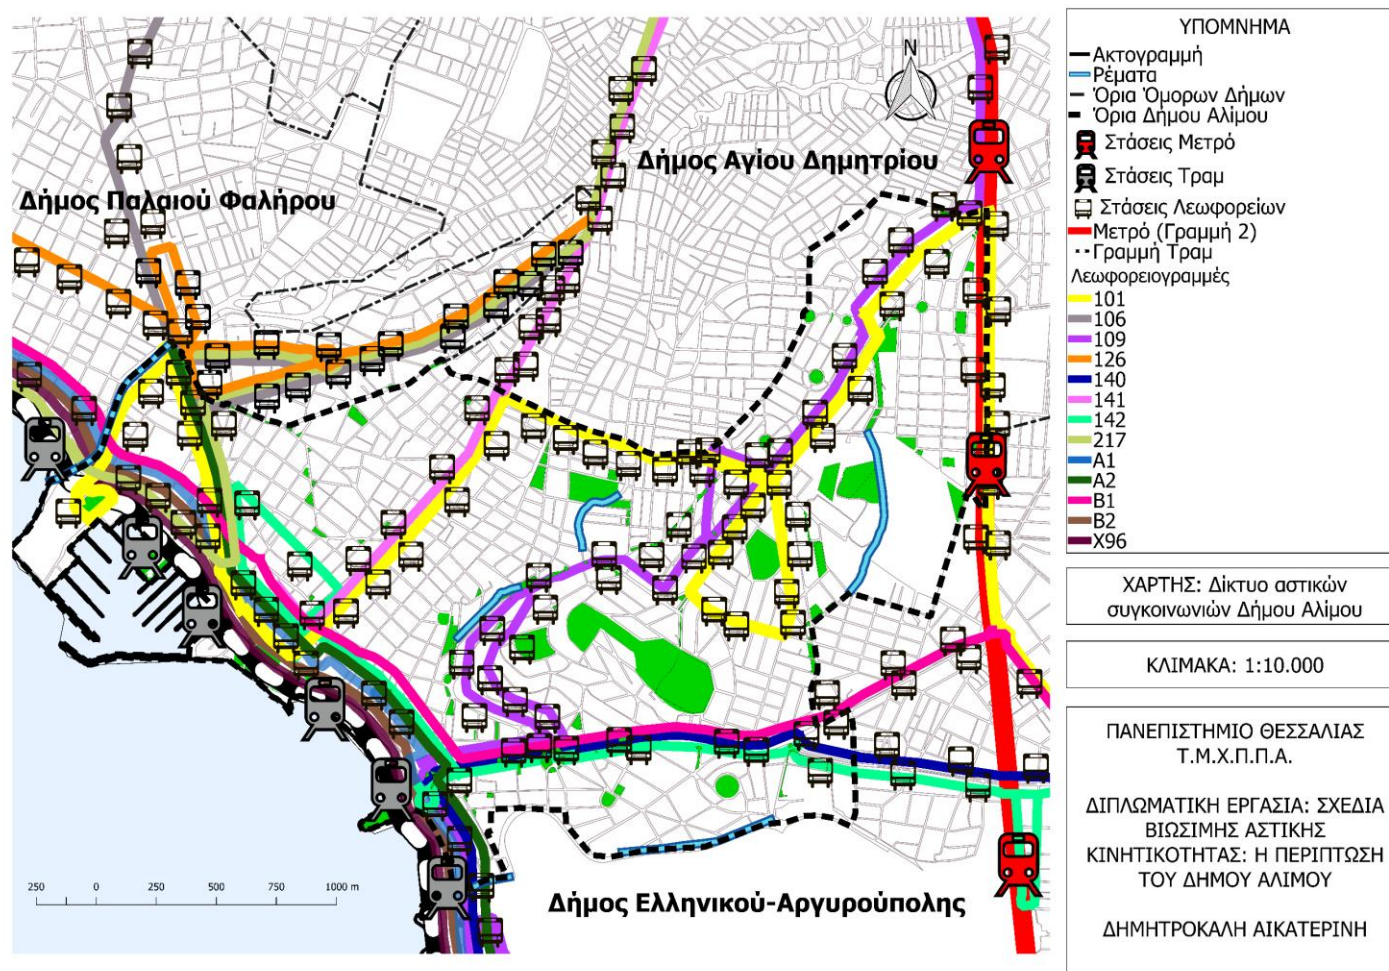 Δήμος Αγίου Δημητρίου
Δήμος Παλαιού Φαλήρου
Δήμος Ελληνικού-Αργυρούπολης
N
250 0 250 500 750 1000 m
ΥΠΟΜΝΗΜΑ
Ακτογραμμή
Ρέματα
Όρια Όμορων Δήμων
Όρια Δήμου Αλίμου
Στάσεις Μετρό
Στάσεις Τραμ
Στάσεις Λεωφορείων
Μετρό (Γραμμή 2)
Γραμμή Τραμ
Λεωφορειογραμμές
101
106
109
126
140
141
142
217
A1
A2
B1
B2
X96
ΧΑΡΤΗΣ: Δίκτυο αστικών
συγκοινωνιών Δήμου Αλίμου
ΚΛΙΜΑΚΑ: 1:10.000
ΠΑΝΕΠΙΣΤΗΜΙΟ ΘΕΣΣΑΛΙΑΣ
Τ.Μ.Χ.Π.Π.Α.
ΔΙΠΛΩΜΑΤΙΚΗ ΕΡΓΑΣΙΑ: ΣΧΕΔΙΑ
ΒΙΩΣΙΜΗΣ ΑΣΤΙΚΗΣ
ΚΙΝΗΤΙΚΟΤΗΤΑΣ: Η ΠΕΡΙΠΤΩΣΗ
ΤΟΥ ΔΗΜΟΥ ΑΛΙΜΟΥ
ΔΗΜΗΤΡΟΚΑΛΗ ΑΙΚΑΤΕΡΙΝΗ